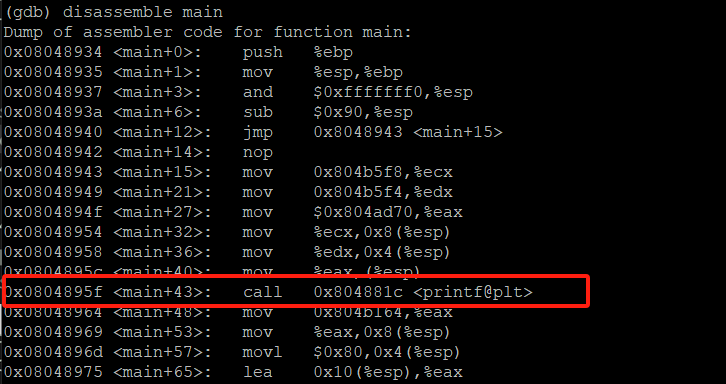 (gdb) disassemble main
Dump of assembler code for function main:
0x08048934 <main+0>: push %ebp
0x08048935 <main+1>: mov %esp,%ebp
0x08048937 <main+3>: and $0xfffffff0,%esp
0x0804893a <main+6>: sub $0x90,%esp
0x08048940 <main+12>: jmp 0x8048943 <main+15>
0x08048942 <main+14>: nop
0x08048943 <main+15>: mov 0x804b5f8,%ecx
0x08048949 <main+21>: mov 0x804b5f4,%edx
0x0804894f <main+27>: mov $0x804ad70,%eax
0x08048954 <main+32>: mov %ecx,0x8(%esp)
0x08048958 <main+36>: mov %edx,0x4(%esp)
0x0804895c <main+40>: mov %eax,(%esp)
0x0804895f <main+43>: call 0x804881c <printf@plt>
0x08048964 <main+48>: mov 0x804b164,%eax
0x08048969 <main+53>: mov %eax,0x8(%esp)
0x0804896d <main+57>: movl $0x80,0x4(%esp)
0x08048975 <main+65>: lea 0x10(%esp),%eax